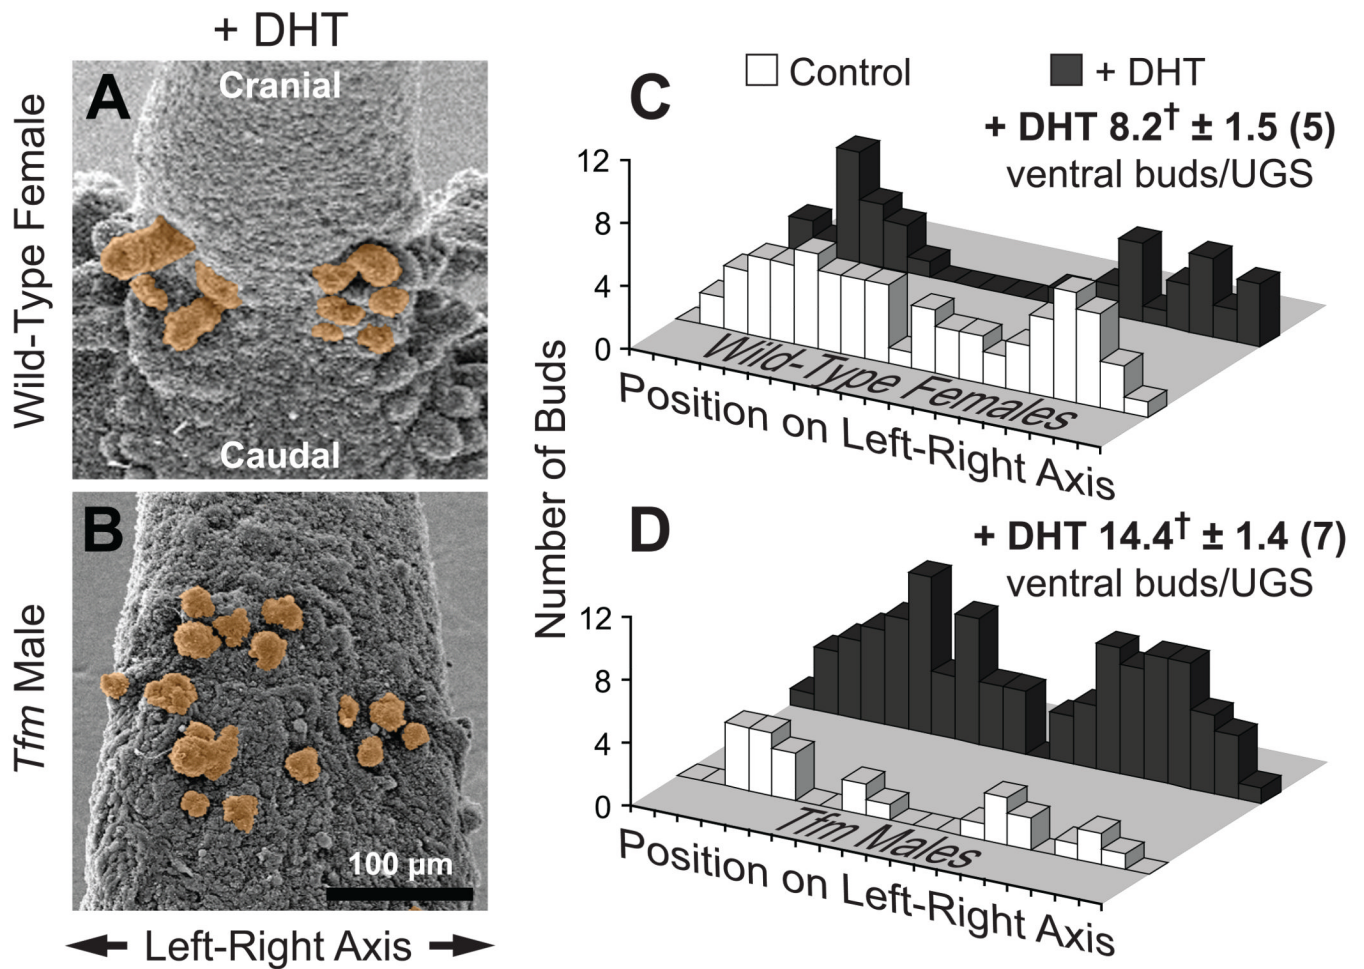 + DHT
Wild-Type Female
A
Cranial
Caudal
Tfm Male
B
100 µm
Left-Right Axis
Control
+ DHT
C
+ DHT 8.2† ± 1.5 (5)
ventral buds/UGS
12
8
4
0
Wild-Type Females
Position on Left-Right Axis
Number of Buds
D
+ DHT 14.4† ± 1.4 (7)
ventral buds/UGS
12
8
4
0
Tfm Males
Position on Left-Right Axis